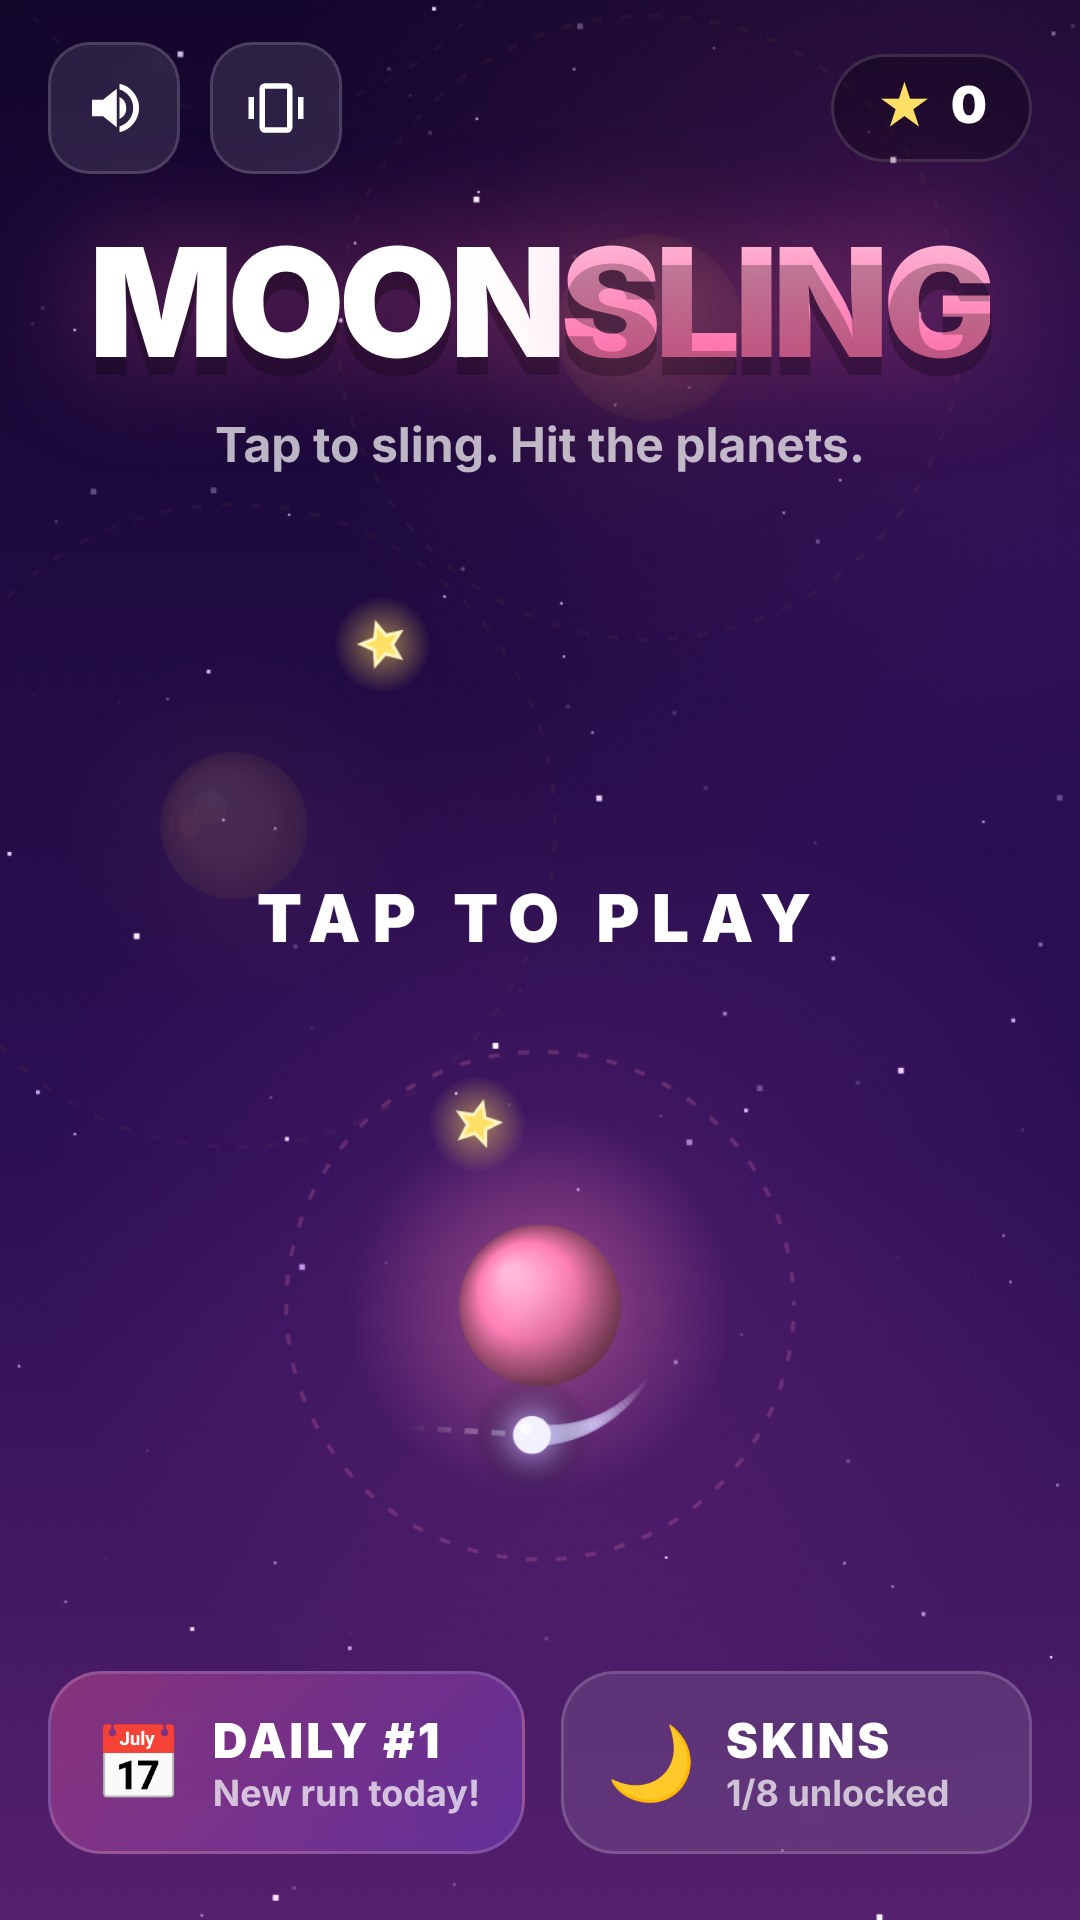 0
MOONSLING
Tap to sling. Hit the planets.
TAP TO PLAY
July
17
DAILY #1
New run today!
SKINS
1/8 unlocked